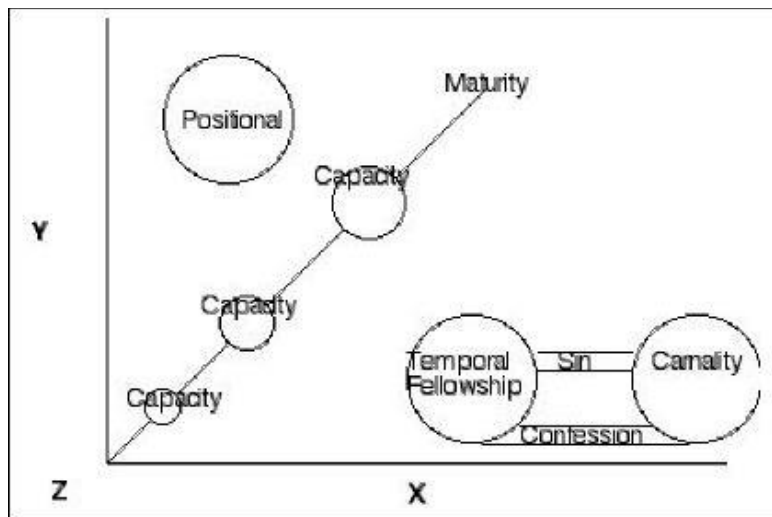 Maturity
Positional
Capacity
Y
Capacity
Temporal Sin Carnality
Fellowship
Capacity
Confession
Z X